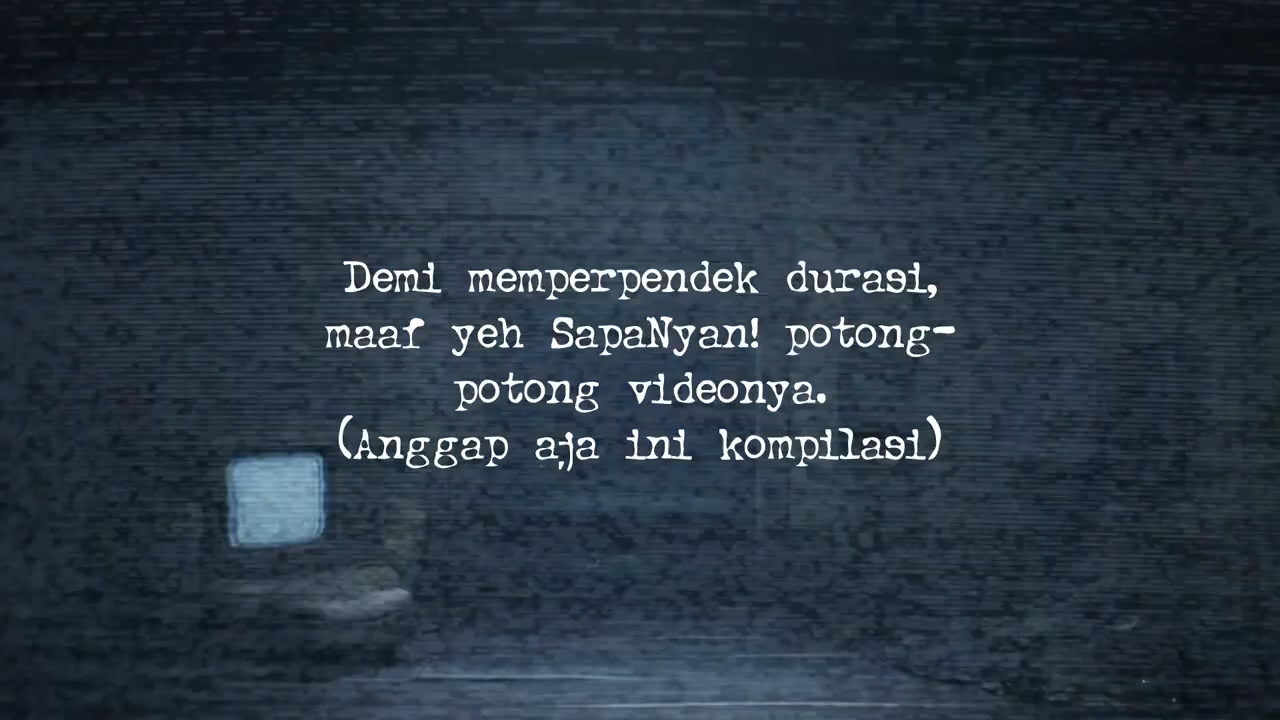 Demi memperpendek durasi,
maaf yeh SapaNyan! potong-
potong videonya.
(Anggap aja ini kompilasi)